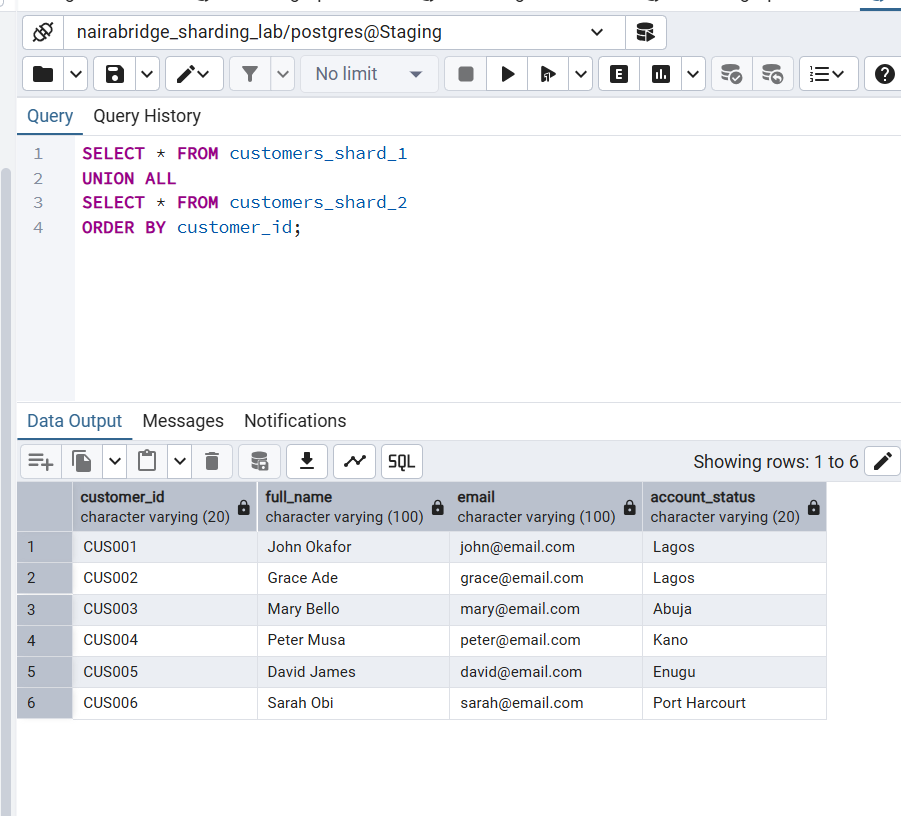 nairabridge_sharding_lab/postgres@Staging
No limit
E
SQL
Query Query History
1 SELECT * FROM customers_shard_1
2 UNION ALL
3 SELECT * FROM customers_shard_2
4 ORDER BY customer_id;
Data Output Messages Notifications
SQL Showing rows: 1 to 6
customer_id full_name email account_status
character varying (20) character varying (100) character varying (100) character varying (20)
1 CUS001 John Okafor john@email.com Lagos
2 CUS002 Grace Ade grace@email.com Lagos
3 CUS003 Mary Bello mary@email.com Abuja
4 CUS004 Peter Musa peter@email.com Kano
5 CUS005 David James david@email.com Enugu
6 CUS006 Sarah Obi sarah@email.com Port Harcourt